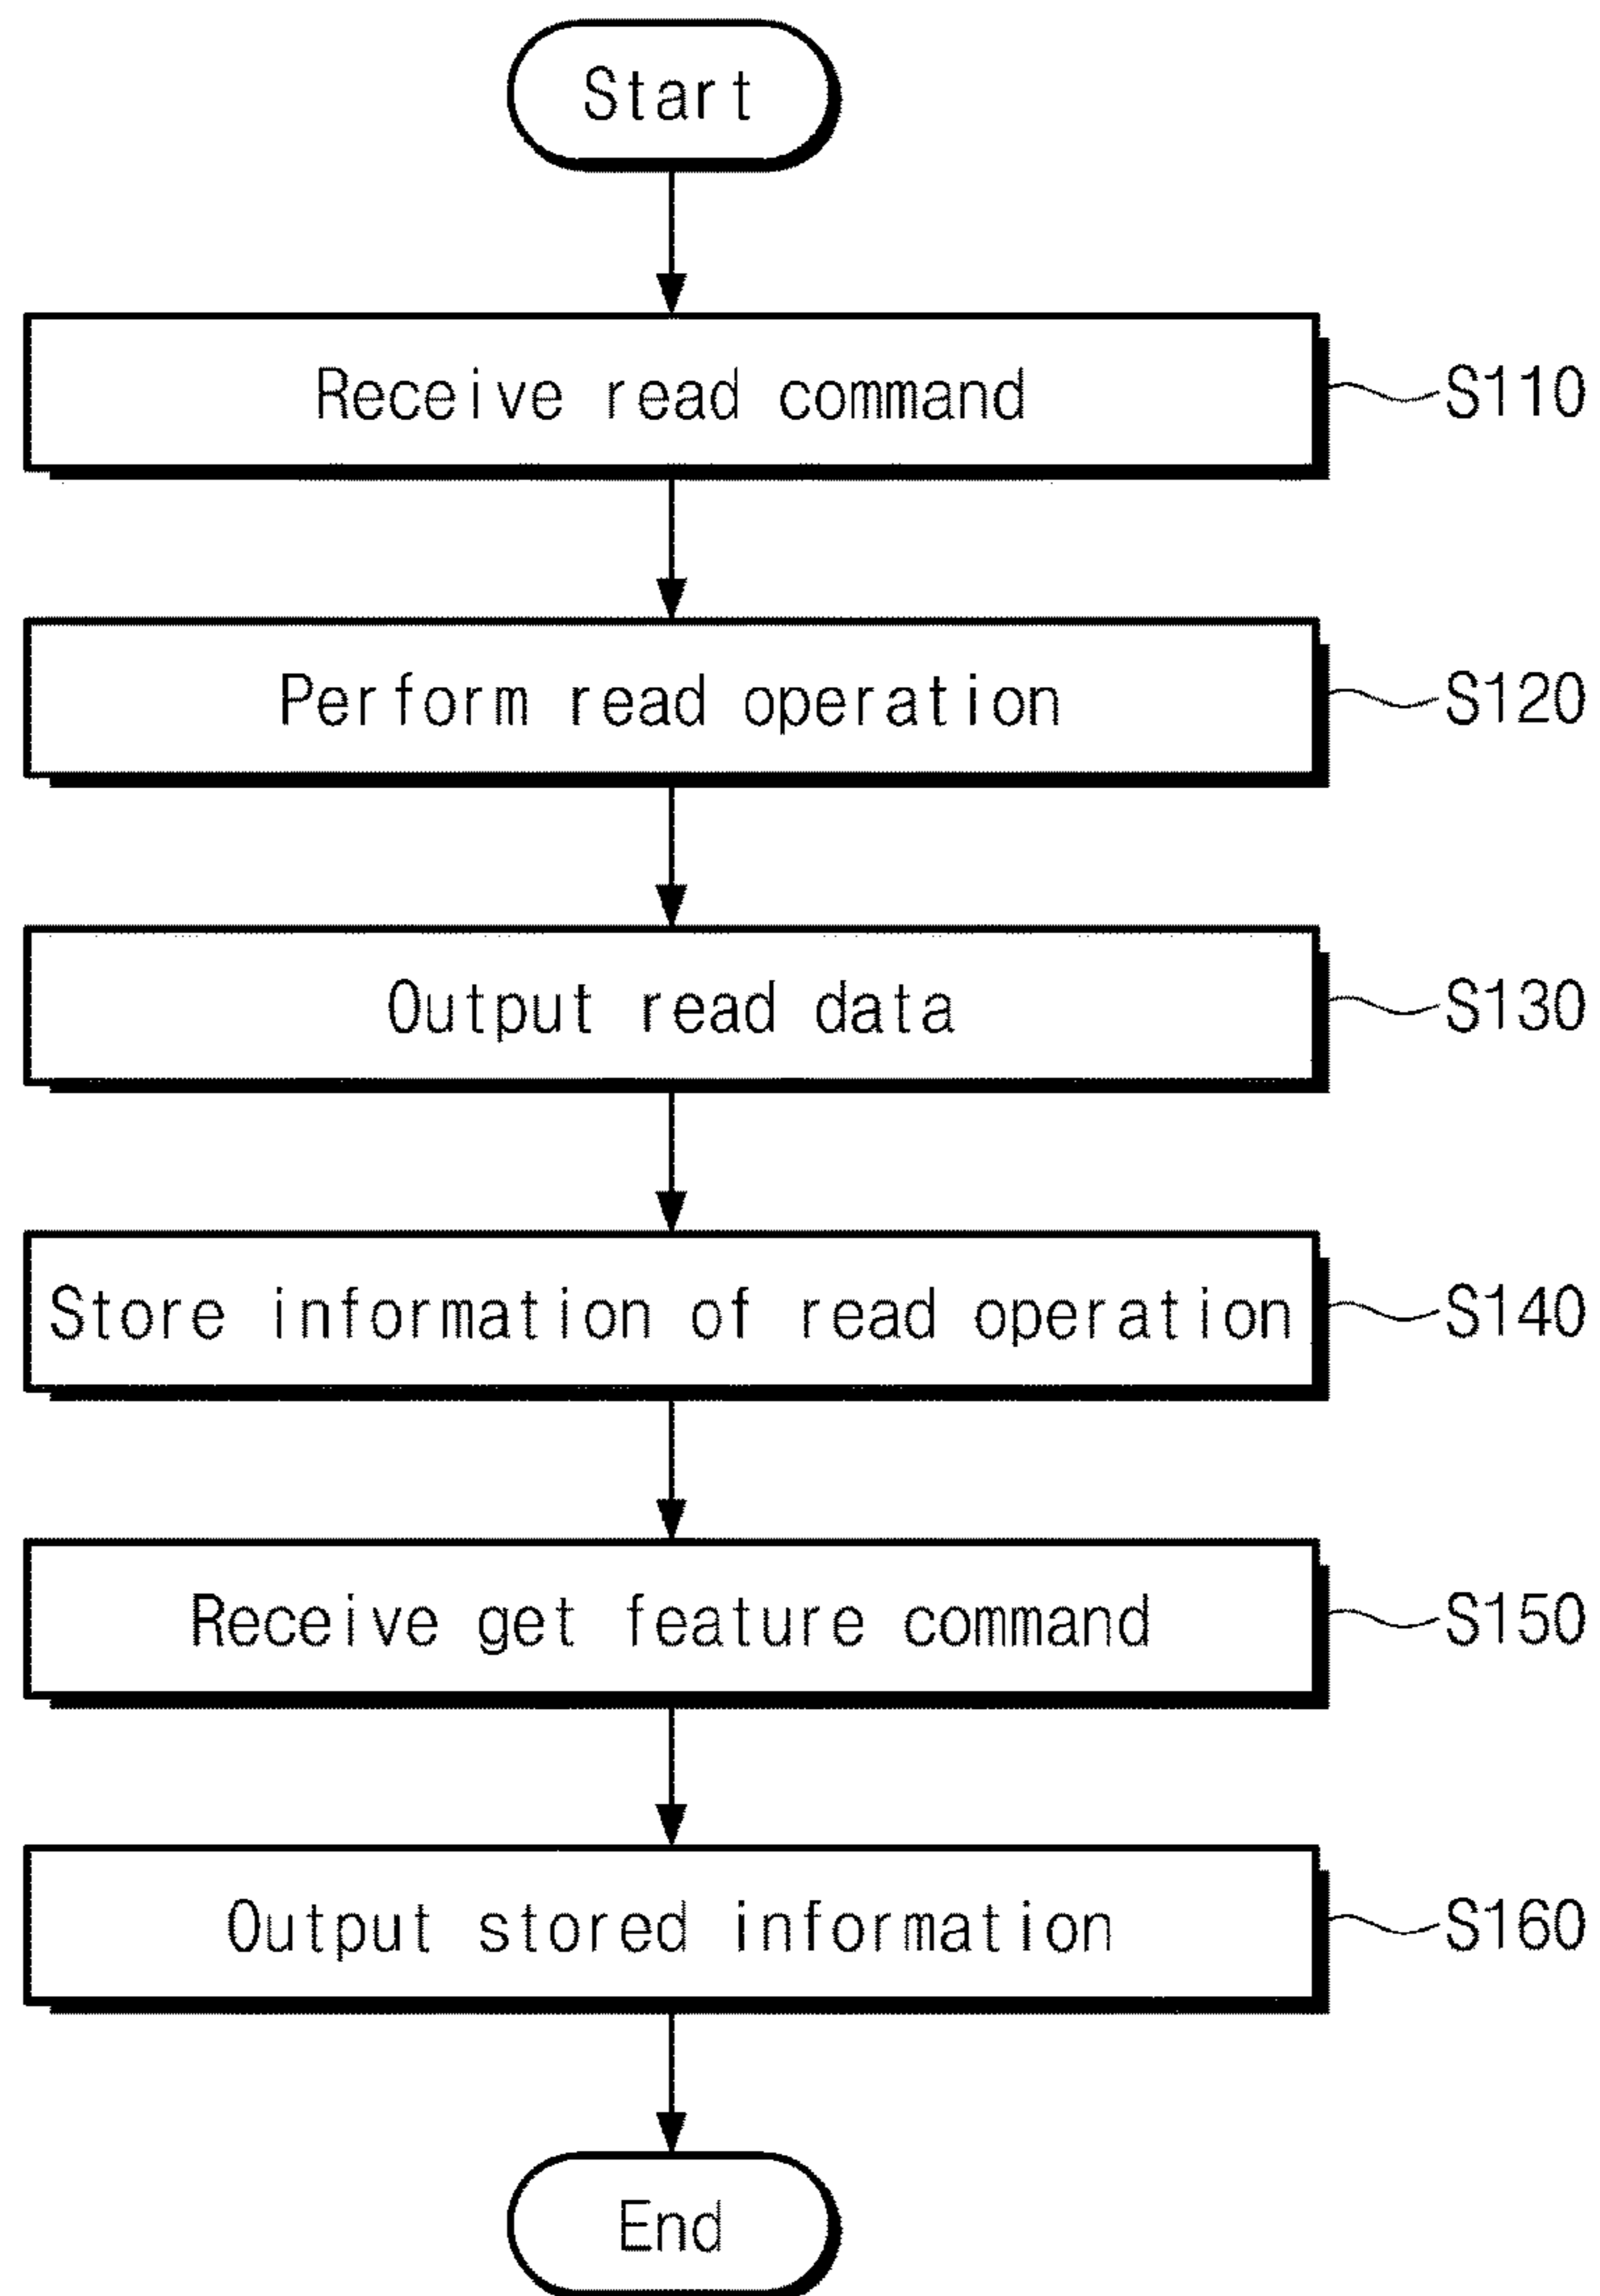 Start
Receive read command
S110
Perform read operation
S120
Output read data
S130
Store information of read operation
S140
Receive get feature command
S150
Output stored information
S160
End